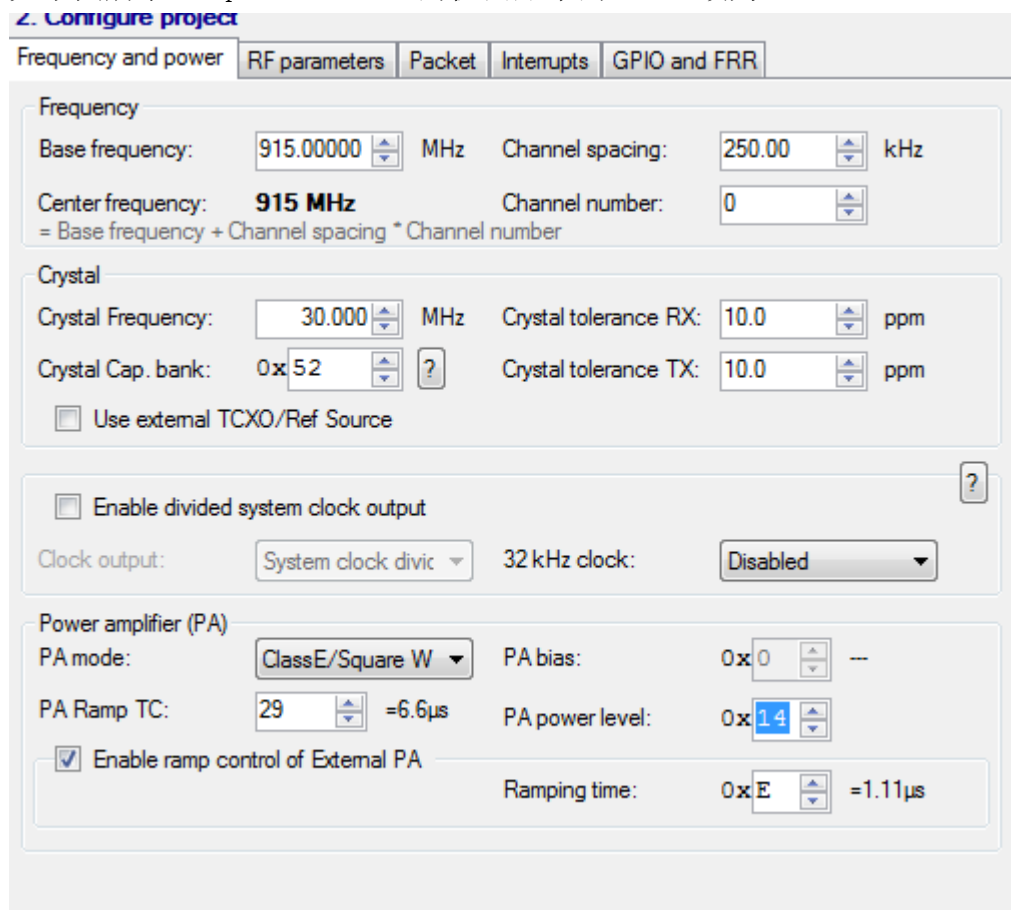 2. Configure project
Frequency and power RF parameters Packet Interrupts GPIO and FRR
Frequency
Base frequency: 915.00000 MHz Channel spacing: 250.00 kHz
Center frequency: 915 MHz Channel number: 0
= Base frequency + Channel spacing * Channel number
Crystal
Crystal Frequency: 30.000 MHz Crystal tolerance RX: 10.0 ppm
Crystal Cap. bank: 0x 52 ? Crystal tolerance TX: 10.0 ppm
Use external TCXO/Ref Source
?
Enable divided system clock output
Clock output: System clock divic 32 kHz clock: Disabled
Power amplifier (PA)
PA mode: ClassE/Square W PA bias: 0x 0 ---
PA Ramp TC: 29 =6.6µs PA power level: 0x 14
Enable ramp control of External PA
Ramping time: 0x E =1.11µs